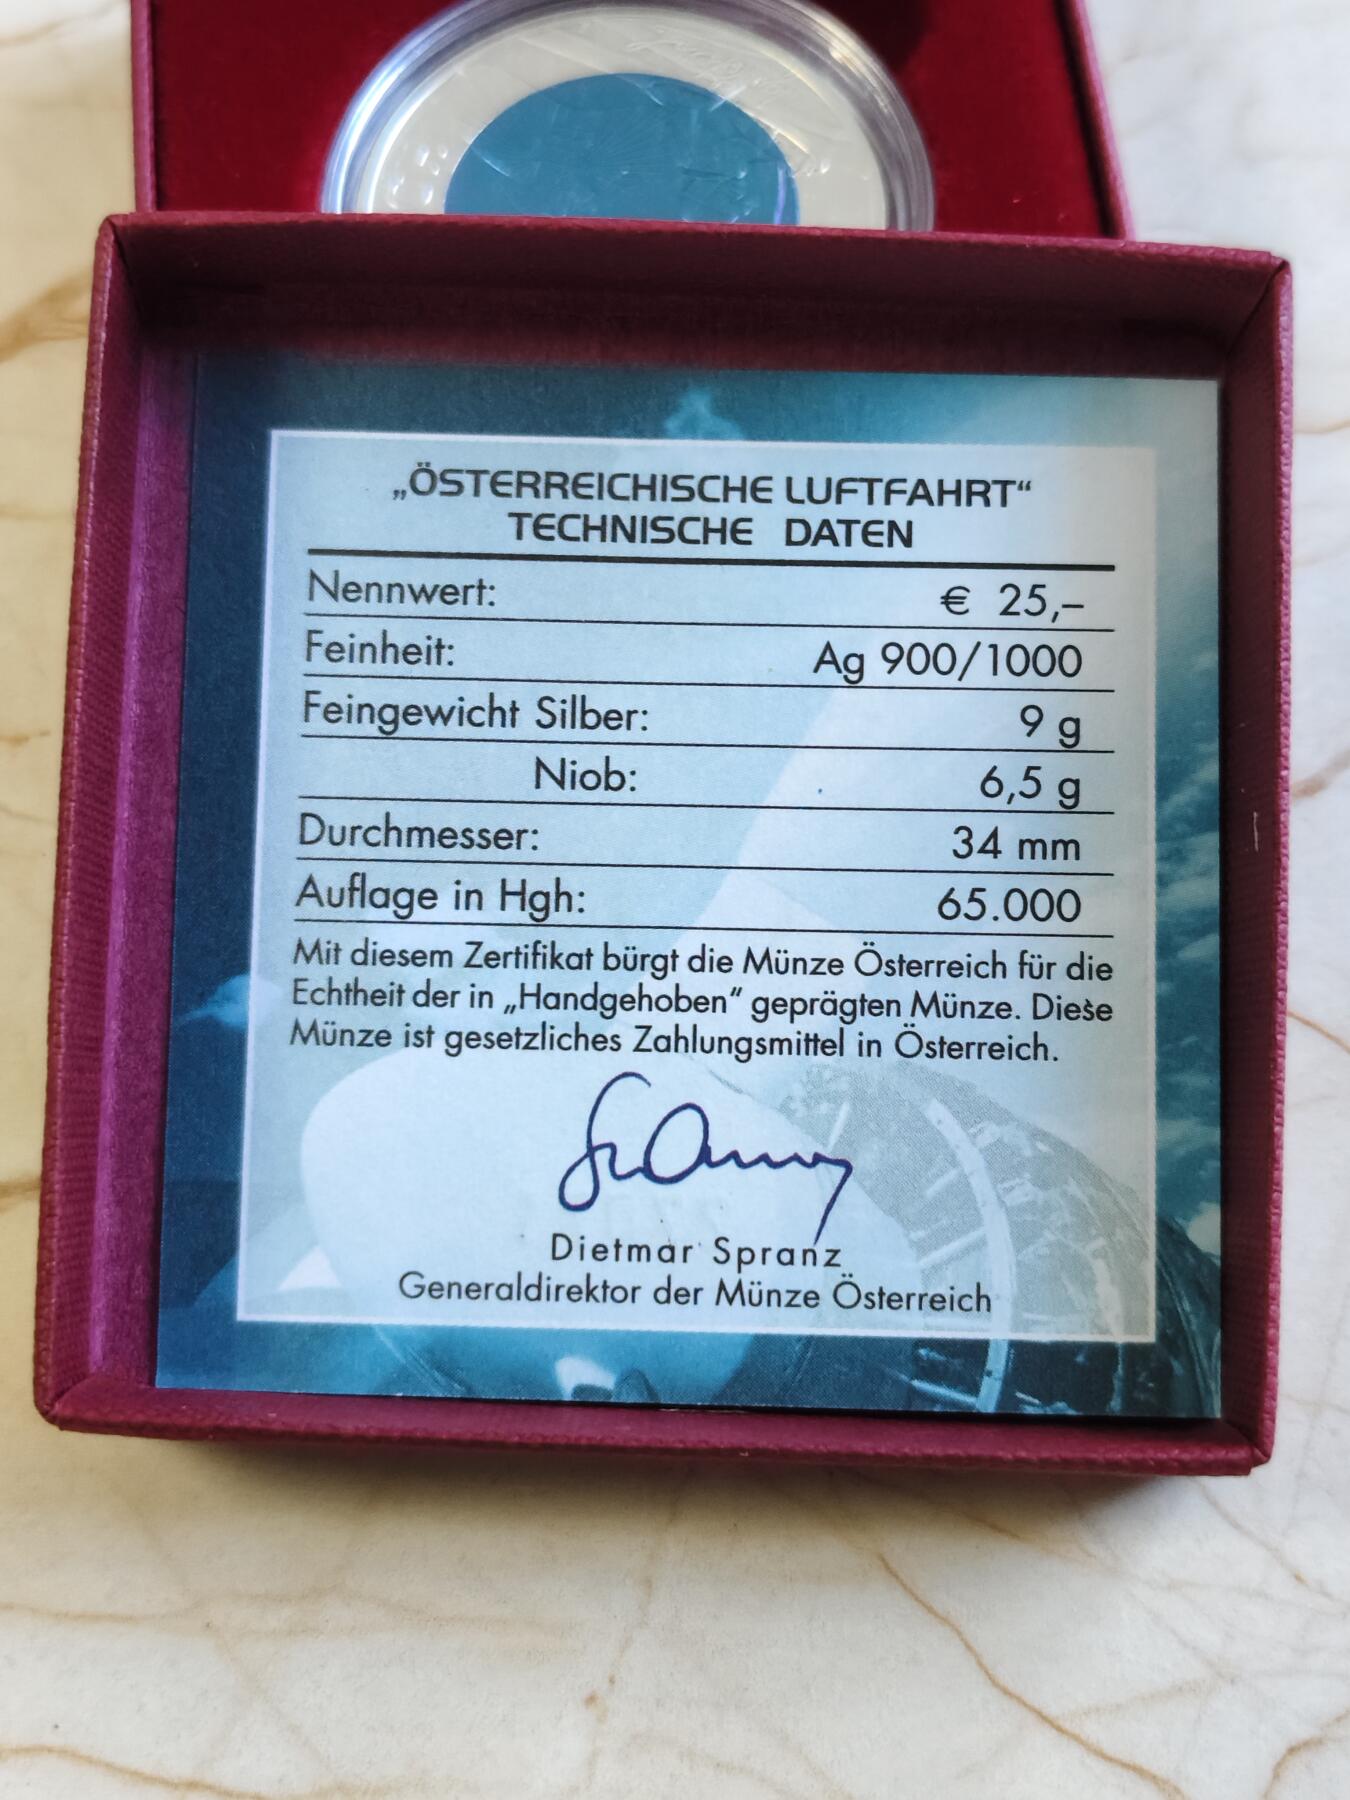 „ÖSTERREICHISCHE LUFTFAHRT“
TECHNISCHE DATEN
Nennwert: € 25,–
Feinheit: Ag 900/1000
Feingewicht Silber: 9 g
Niob: 6,5 g
Durchmesser: 34 mm
Auflage in Hgh: 65.000
Mit diesem Zertifikat bürgt die Münze Österreich für die
Echtheit der in „Handgehoben“ geprägten Münze. Diese
Münze ist gesetzliches Zahlungsmittel in Österreich.
Dietmar Spranz
Generaldirektor der Münze Österreich